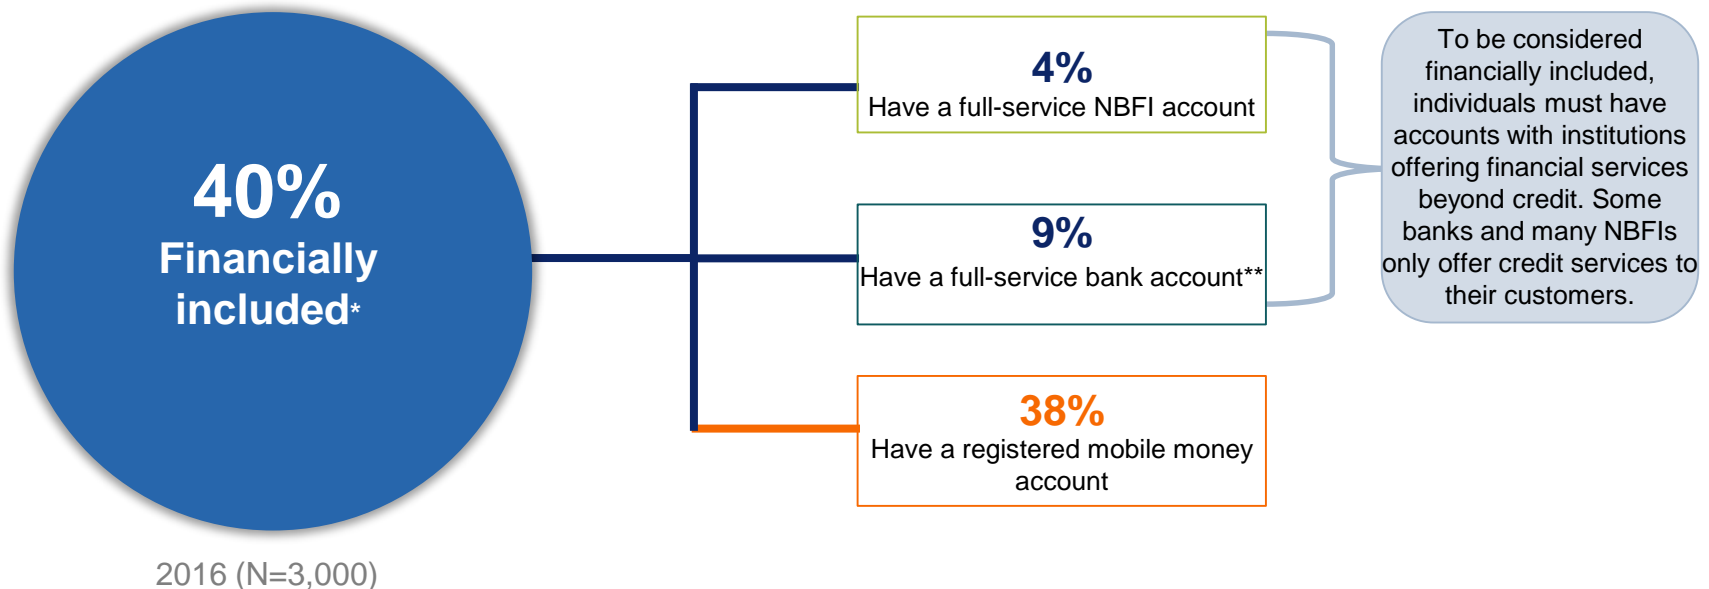 40%
Financially
included*
2016 (N=3,000)
4%
Have a full-service NBFI account
9%
Have a full-service bank account**
38%
Have a registered mobile money
account
To be considered
financially included,
individuals must have
accounts with institutions
offering financial services
beyond credit. Some
banks and many NBFIs
only offer credit services to
their customers.